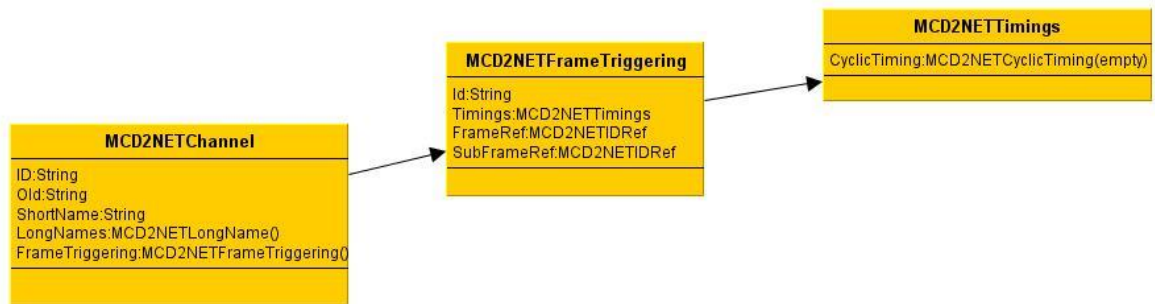 MCD2NETTimings
CyclicTiming:MCD2NETCyclicTiming(empty)
MCD2NETFrameTriggering
Id:String
Timings:MCD2NETTimings
FrameRef:MCD2NETIDRef
SubFrameRef:MCD2NETIDRef
MCD2NETChannel
ID:String
OId:String
ShortName:String
LongNames:MCD2NETLongName()
FrameTriggering:MCD2NETFrameTriggering()